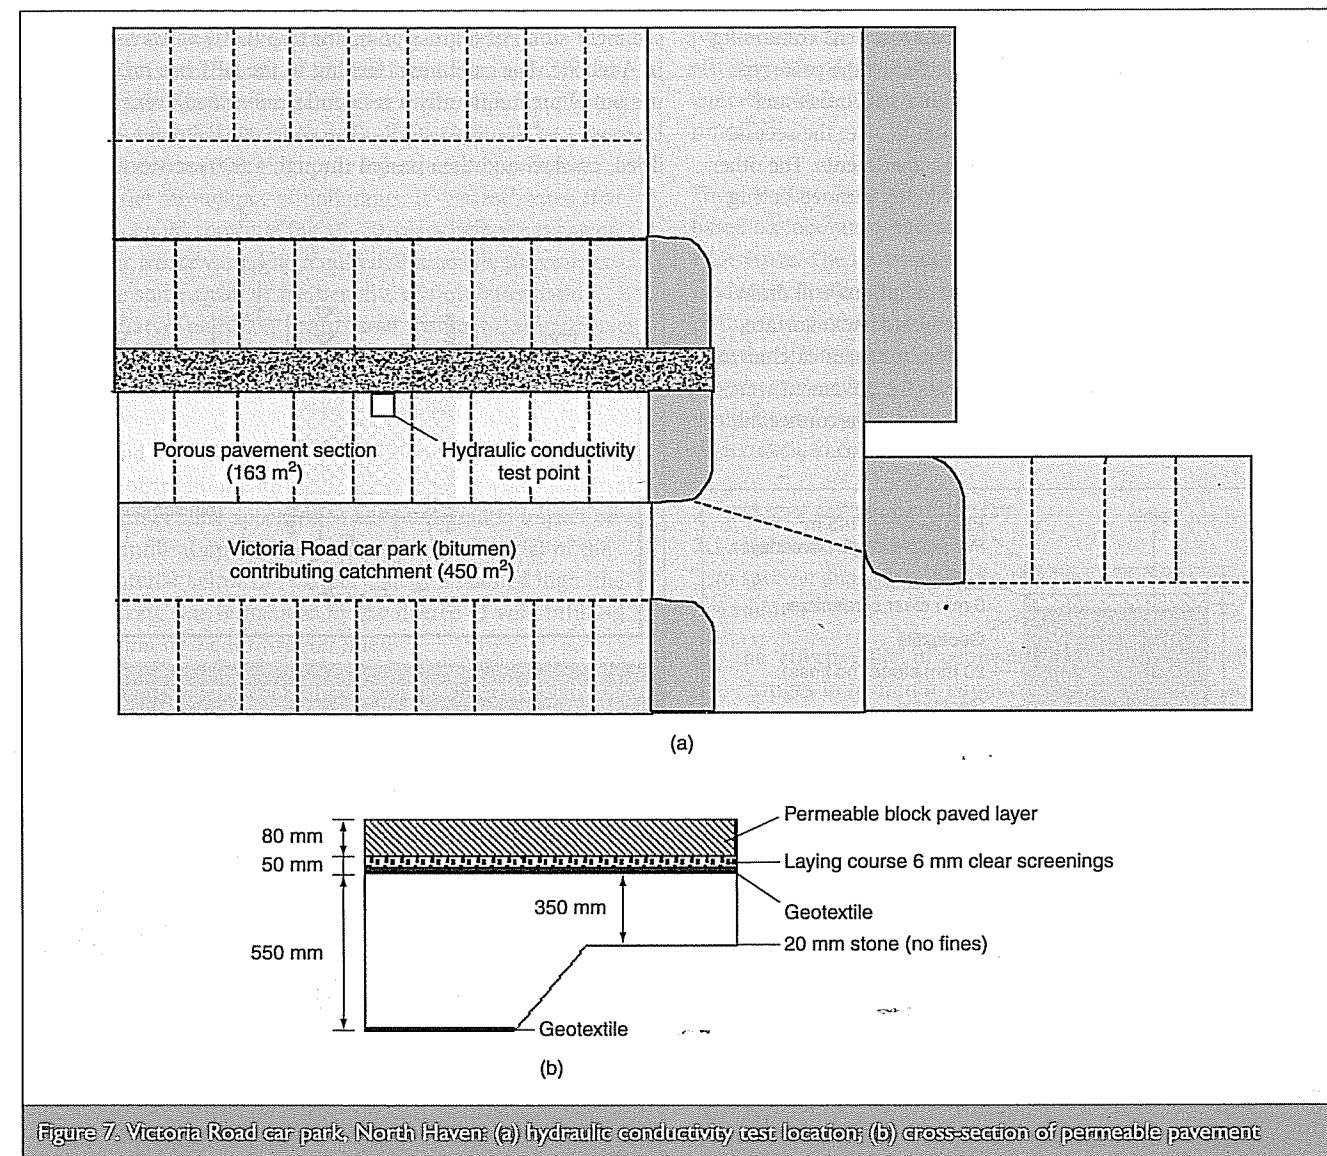 Porous pavement section
(163 m²)
Hydraulic conductivity
test point
Victoria Road car park (bitumen)
contributing catchment (450 m²)
(a)
80 mm
50 mm
550 mm
350 mm
Permeable block paved layer
Laying course 6 mm clear screenings
Geotextile
20 mm stone (no fines)
Geotextile
(b)
Figure 7. Victoria Road car park, North Haven: (a) hydraulic conductivity test location; (b) cross-section of permeable pavement